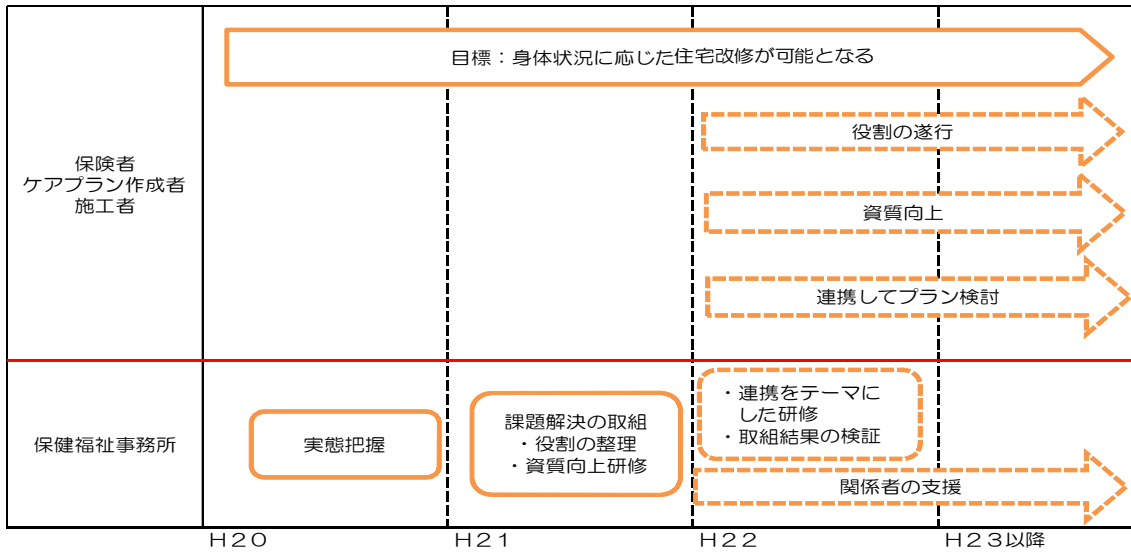 目標：身体状況に応じた住宅改修が可能となる
保険者
ケアプラン作成者
施工者
役割の遂行
資質向上
連携してプラン検討
保健福祉事務所
実態把握
課題解決の取組
・役割の整理
・資質向上研修
・連携をテーマに
した研修
・取組結果の検証
関係者の支援
Ｈ２０
Ｈ２１
Ｈ２２
Ｈ２３以降